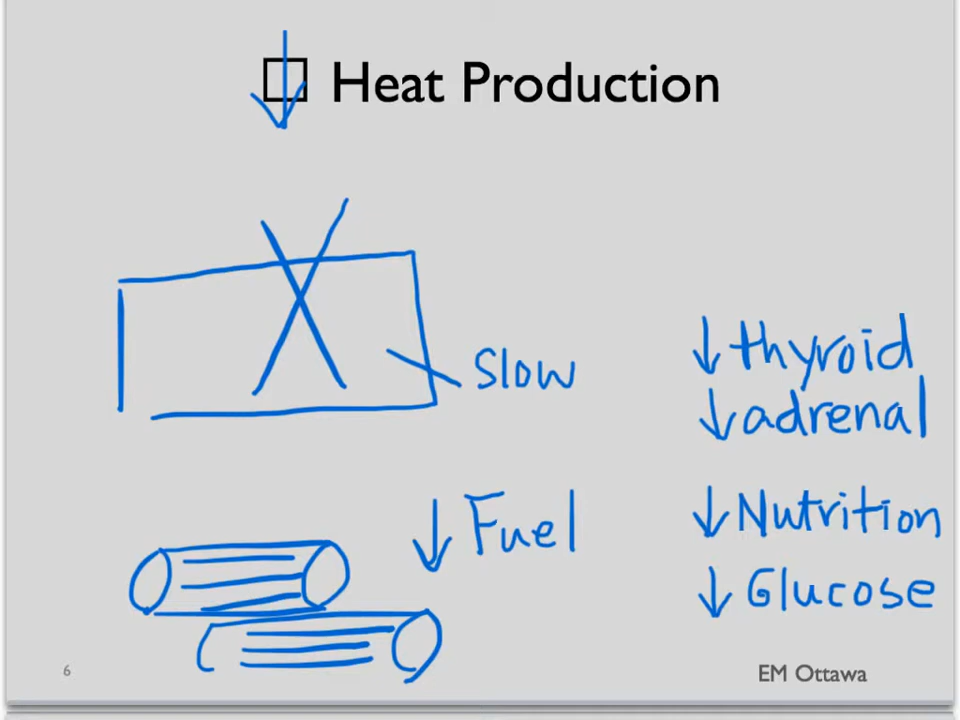 ↓ Heat Production
Slow
↓ thyroid
↓ adrenal
↓ Fuel
↓ Nutrition
↓ Glucose
6
EM Ottawa